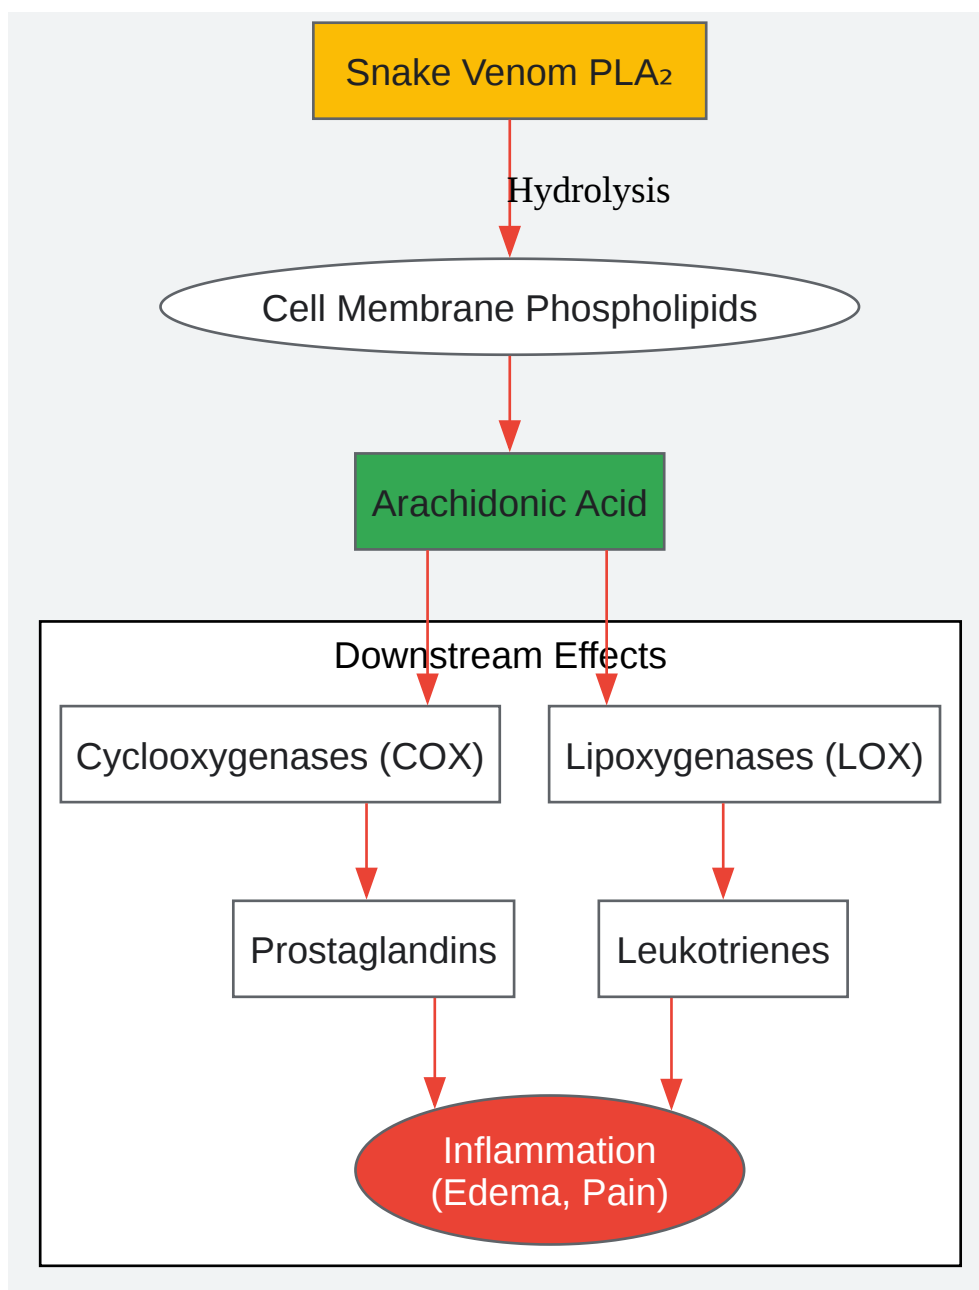 Snake Venom PLA₂
Hydrolysis
Cell Membrane Phospholipids
Arachidonic Acid
Downstream Effects
Cyclooxygenases (COX)
Lipoxygenases (LOX)
Prostaglandins
Leukotrienes
Inflammation
(Edema, Pain)